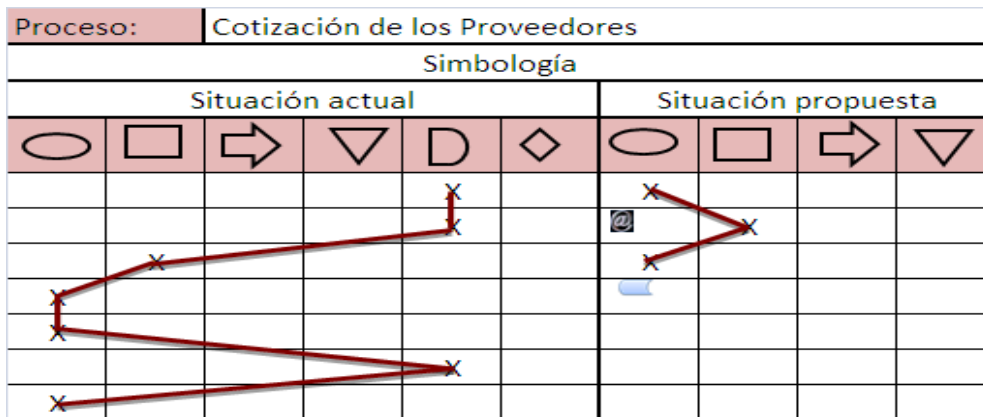 Proceso: Cotización de los Proveedores
Simbología
Situación actual Situación propuesta
X X
@ X X
X X
X
X
X
X